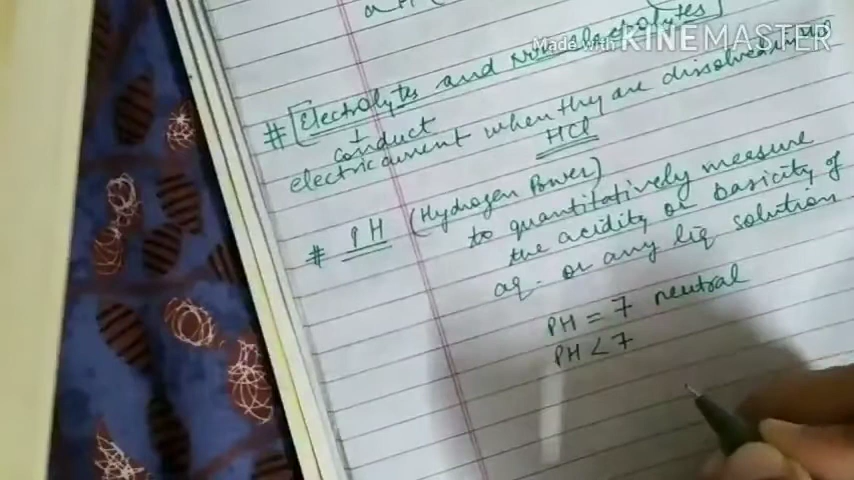 Made with KINEMASTER
# [Electrolytes and Non electrolytes]
conduct
electric current when they are dissolved in
HCl
# PH (Hydrogen Power)
to quantitatively measure
the acidity or basicity of
aq. or any liq solution
PH = 7 neutral
PH < 7